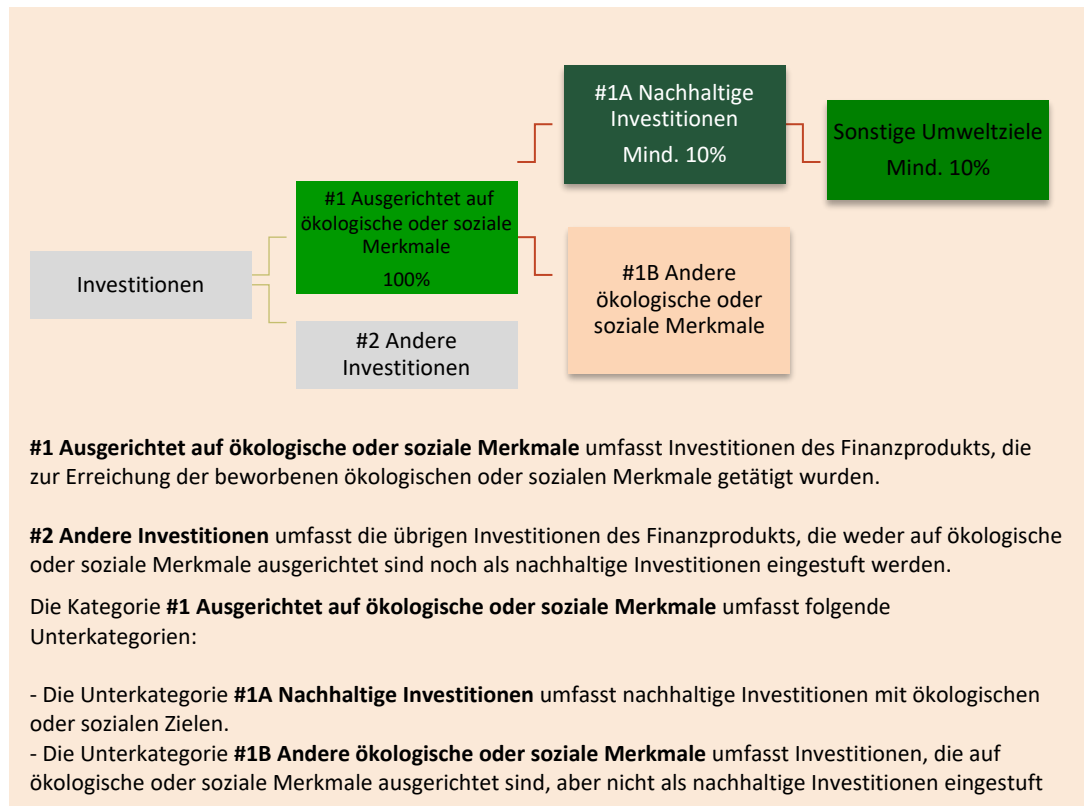 #1A Nachhaltige
Investitionen
Mind. 10%
Sonstige Umweltziele
Mind. 10%
#1 Ausgerichtet auf
ökologische oder soziale
Merkmale
100%
Investitionen
#1B Andere
ökologische oder
soziale Merkmale
#2 Andere
Investitionen
#1 Ausgerichtet auf ökologische oder soziale Merkmale umfasst Investitionen des Finanzprodukts, die
zur Erreichung der beworbenen ökologischen oder sozialen Merkmale getätigt wurden.
#2 Andere Investitionen umfasst die übrigen Investitionen des Finanzprodukts, die weder auf ökologische
oder soziale Merkmale ausgerichtet sind noch als nachhaltige Investitionen eingestuft werden.
Die Kategorie #1 Ausgerichtet auf ökologische oder soziale Merkmale umfasst folgende
Unterkategorien:
- Die Unterkategorie #1A Nachhaltige Investitionen umfasst nachhaltige Investitionen mit ökologischen
oder sozialen Zielen.
- Die Unterkategorie #1B Andere ökologische oder soziale Merkmale umfasst Investitionen, die auf
ökologische oder soziale Merkmale ausgerichtet sind, aber nicht als nachhaltige Investitionen eingestuft